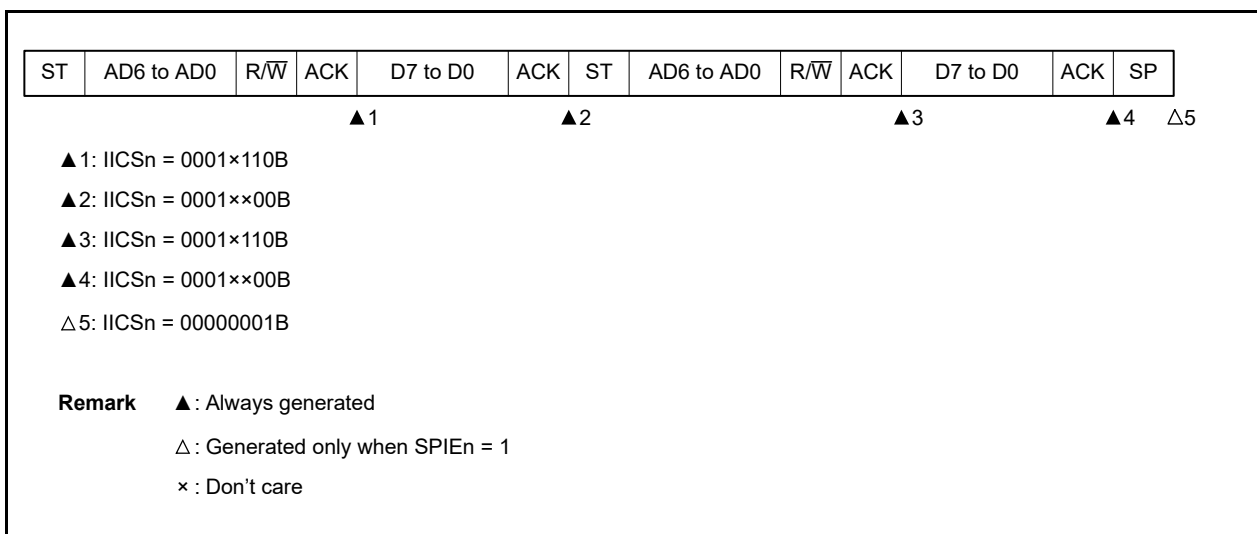 ST AD6 to AD0 R/W̅ ACK D7 to D0 ACK ST AD6 to AD0 R/W̅ ACK D7 to D0 ACK SP
▲1 ▲2 ▲3 ▲4 △5
▲1: IICSn = 0001×110B
▲2: IICSn = 0001××00B
▲3: IICSn = 0001×110B
▲4: IICSn = 0001××00B
△5: IICSn = 00000001B
Remark ▲: Always generated
△: Generated only when SPIEn = 1
×: Don't care